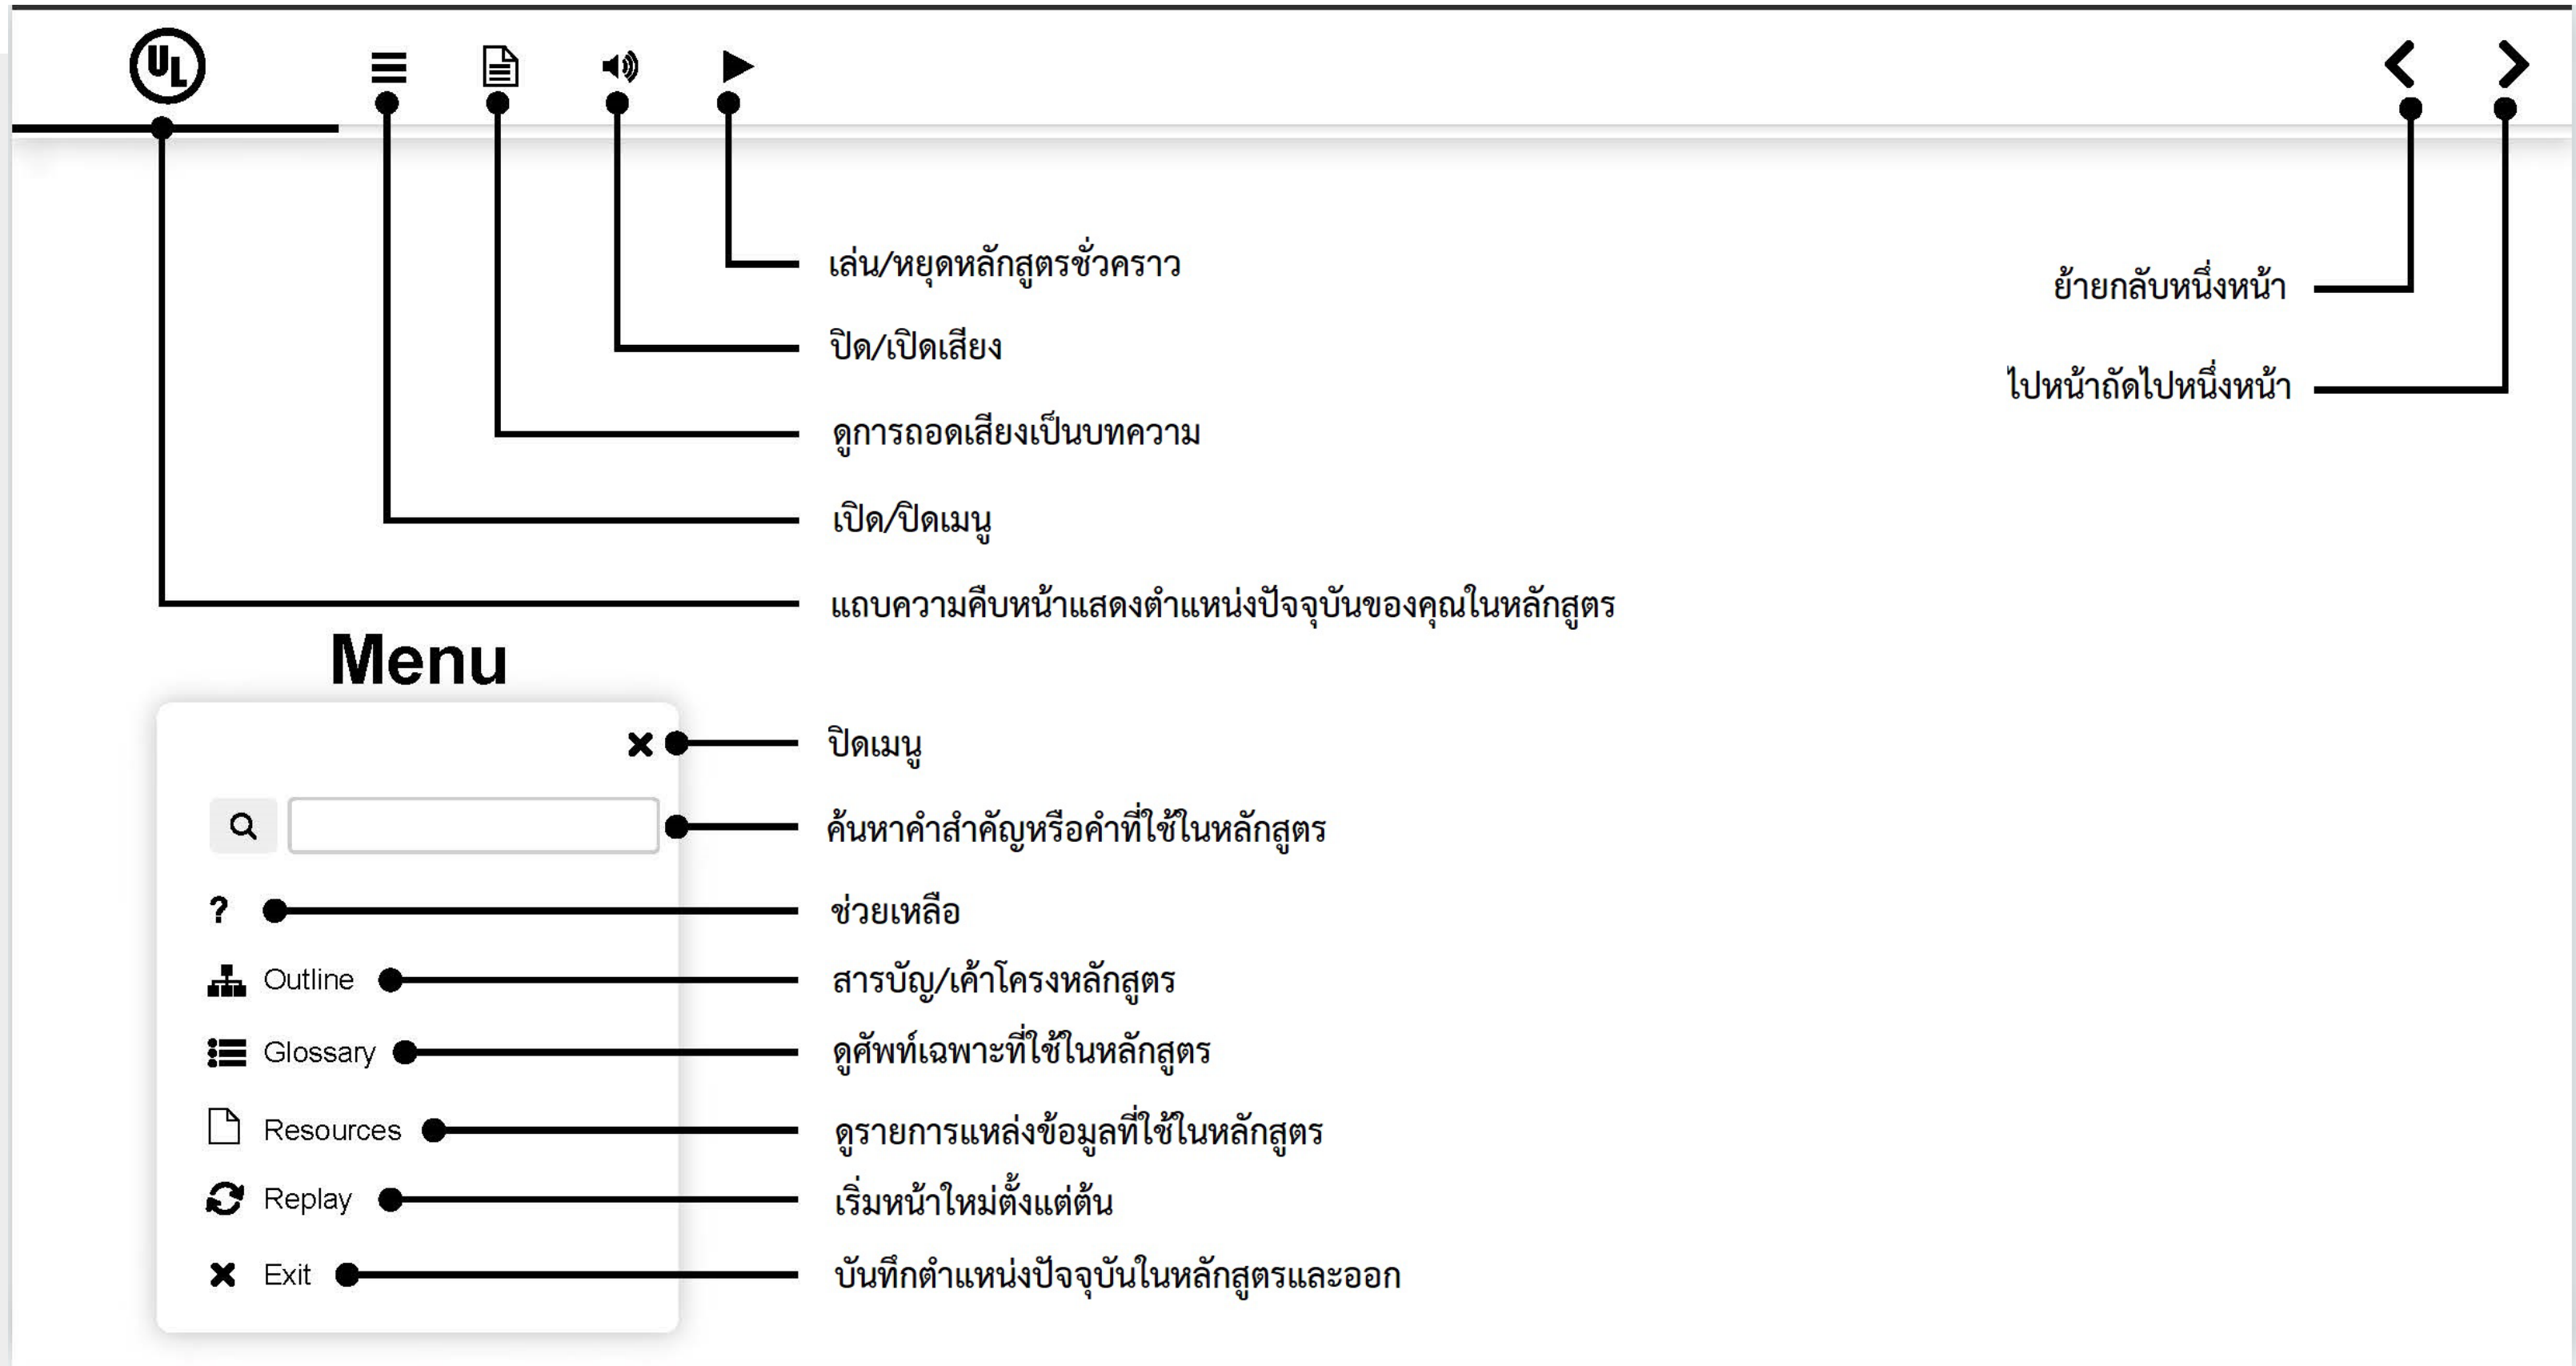 UL
เล่น/หยุดหลักสูตรชั่วคราว
ย้ายกลับหนึ่งหน้า
ปิด/เปิดเสียง
ไปหน้าถัดไปหนึ่งหน้า
ดูการถอดเสียงเป็นบทความ
เปิด/ปิดเมนู
แถบความคืบหน้าแสดงตำแหน่งปัจจุบันของคุณในหลักสูตร
Menu
ปิดเมนู
ค้นหาคำสำคัญหรือคำที่ใช้ในหลักสูตร
? ช่วยเหลือ
Outline สารบัญ/เค้าโครงหลักสูตร
Glossary ดูศัพท์เฉพาะที่ใช้ในหลักสูตร
Resources ดูรายการแหล่งข้อมูลที่ใช้ในหลักสูตร
Replay เริ่มหน้าใหม่ตั้งแต่ต้น
Exit บันทึกตำแหน่งปัจจุบันในหลักสูตรและออก